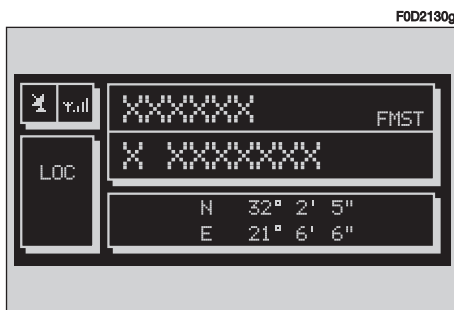 F0D2130g
XXXXXX
FMST
X XXXXXXX
LOC
N 32° 2' 5"
E 21° 6' 6"